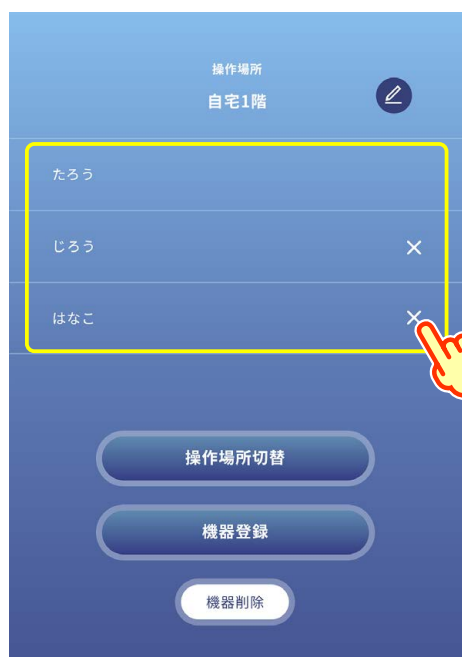 操作場所
自宅1階
たろう
じろう
はなこ
操作場所切替
機器登録
機器削除